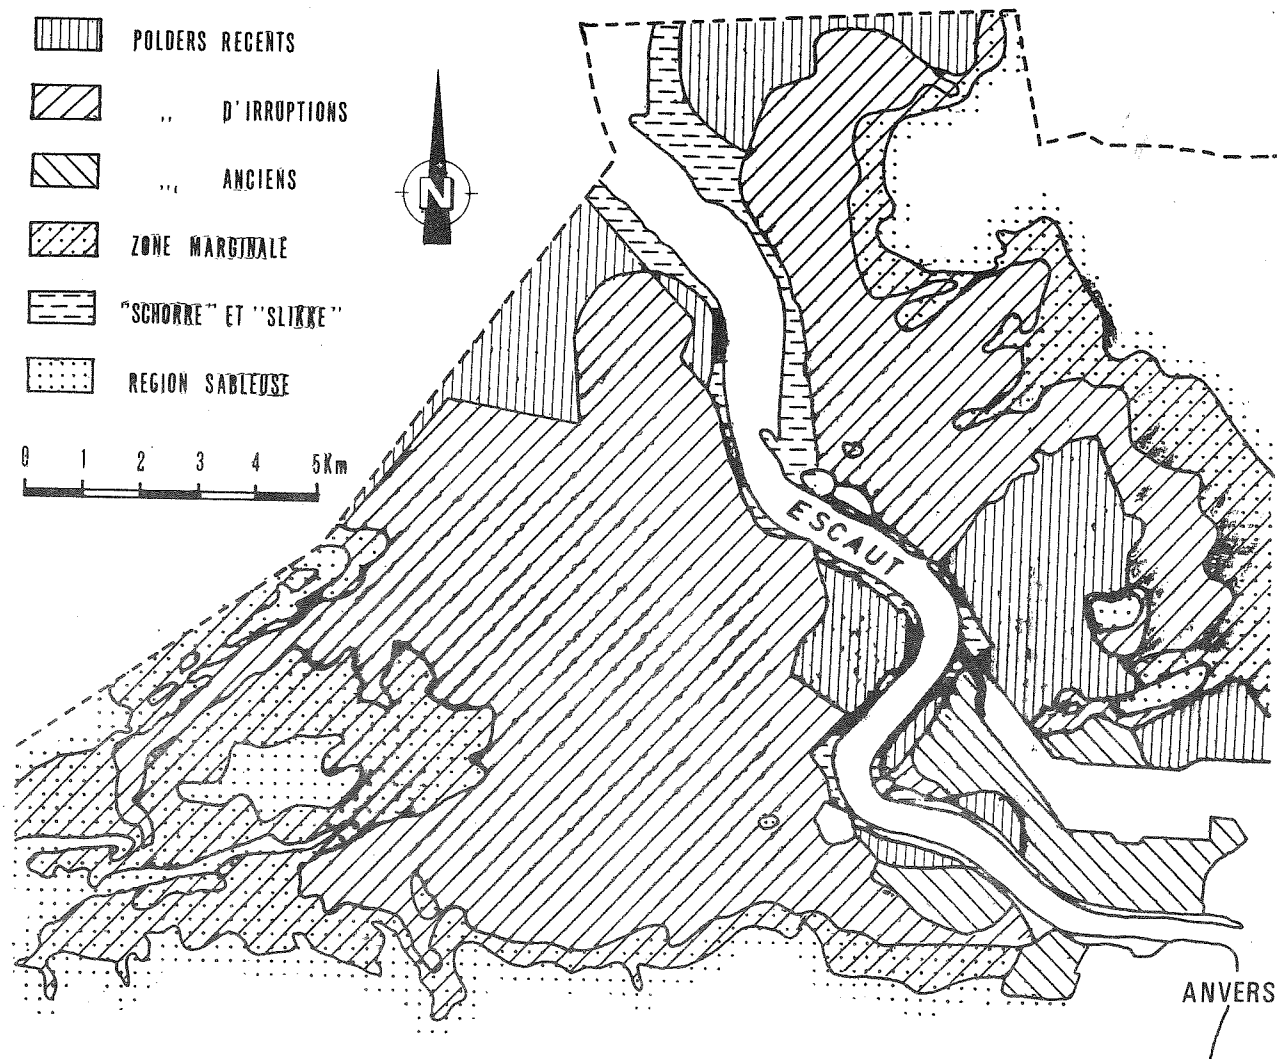 POLDERS RECENTS
,, D'IRRUPTIONS
,, ANCIENS
ZONE MARGINALE
"SCHORRE" ET "SLIKKE"
REGION SABLEUSE
N
0 1 2 3 4 5Km
ESCAUT
ANVERS